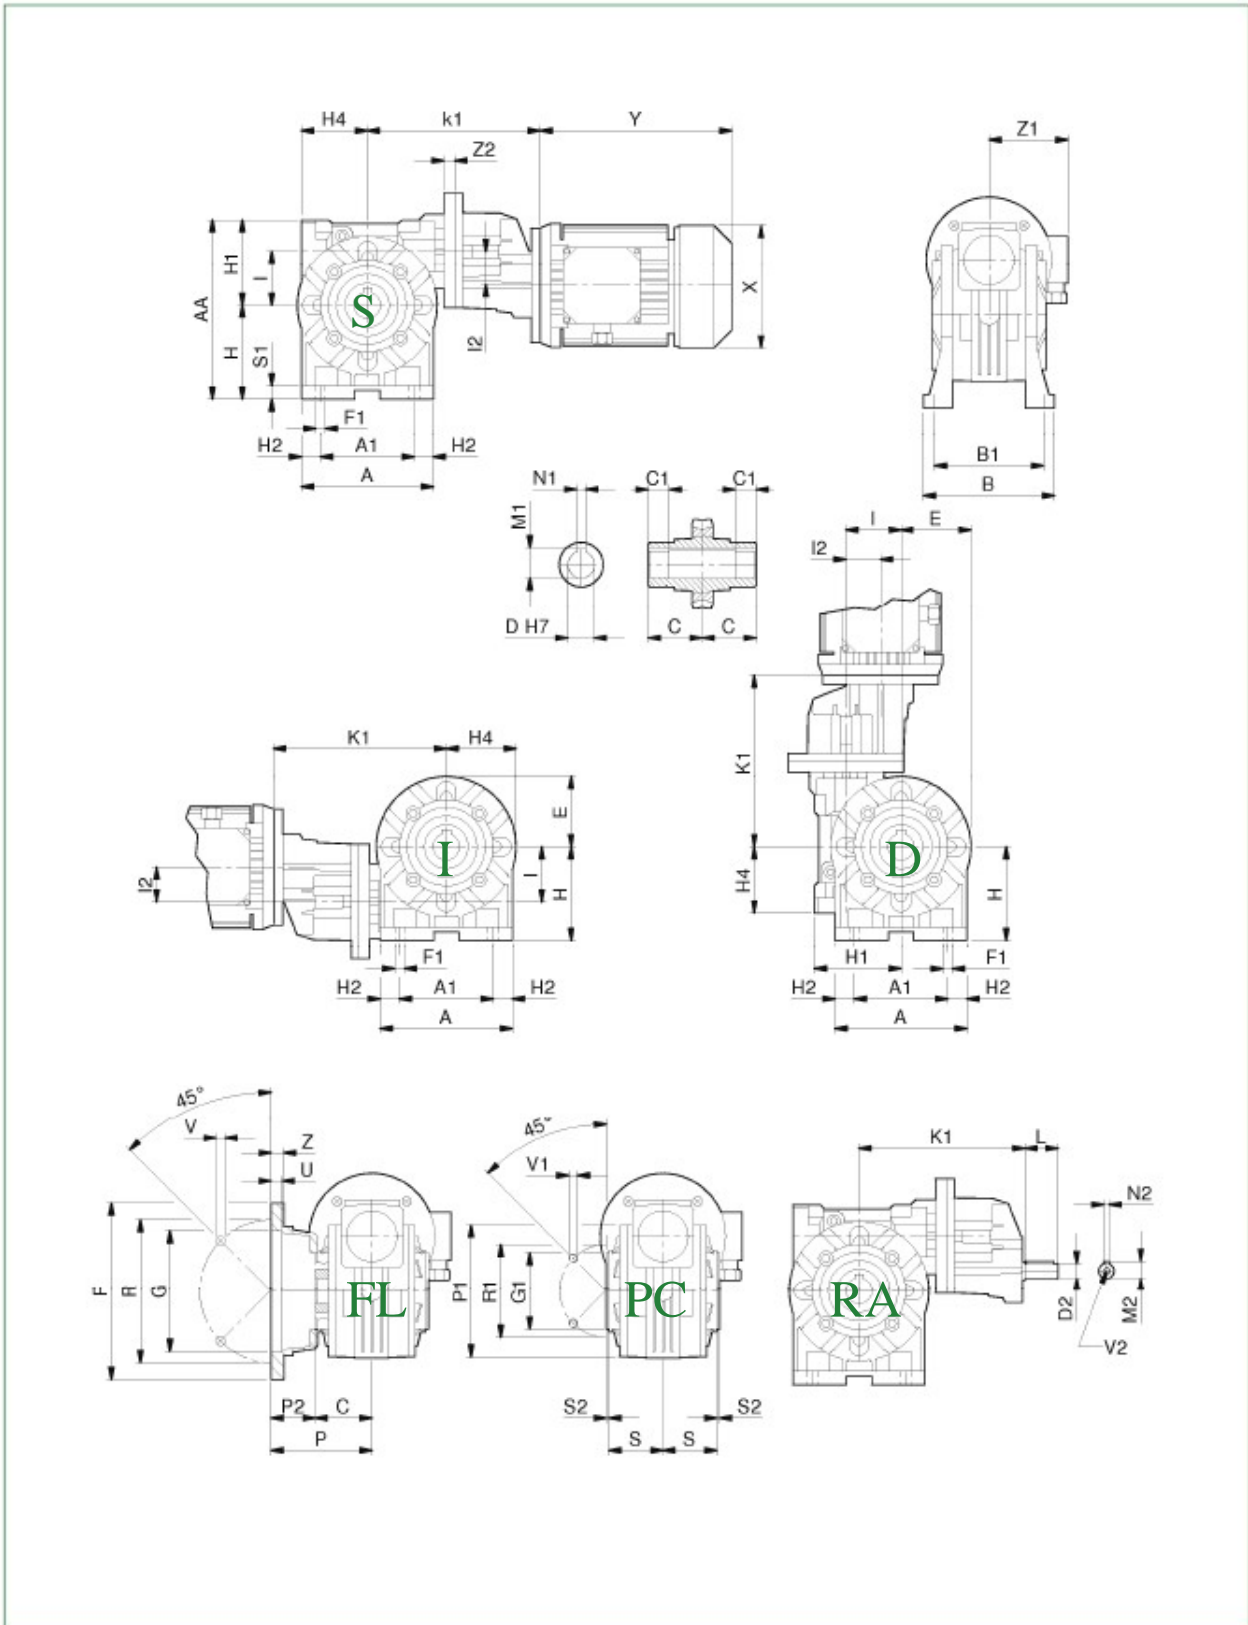 H4 k1 Y
Z2
Z1
H1
I
AA
S
X
H
S1
I2
F1
H2 A1 H2
A
B1
B
N1 C1 C1
M1
D H7
C C
I E
I2
K1
H4
H
D
H1 F1
H2 A1 H2
A
K1 H4
E
I
I
H
I2
F1
H2 A1 H2
A
45°
V Z
U
F
R
G
FL
P2 C
P
45°
V1
P1
R1
G1
PC
S2 S2
S S
K1 L
N2
RA
D2
M2
V2